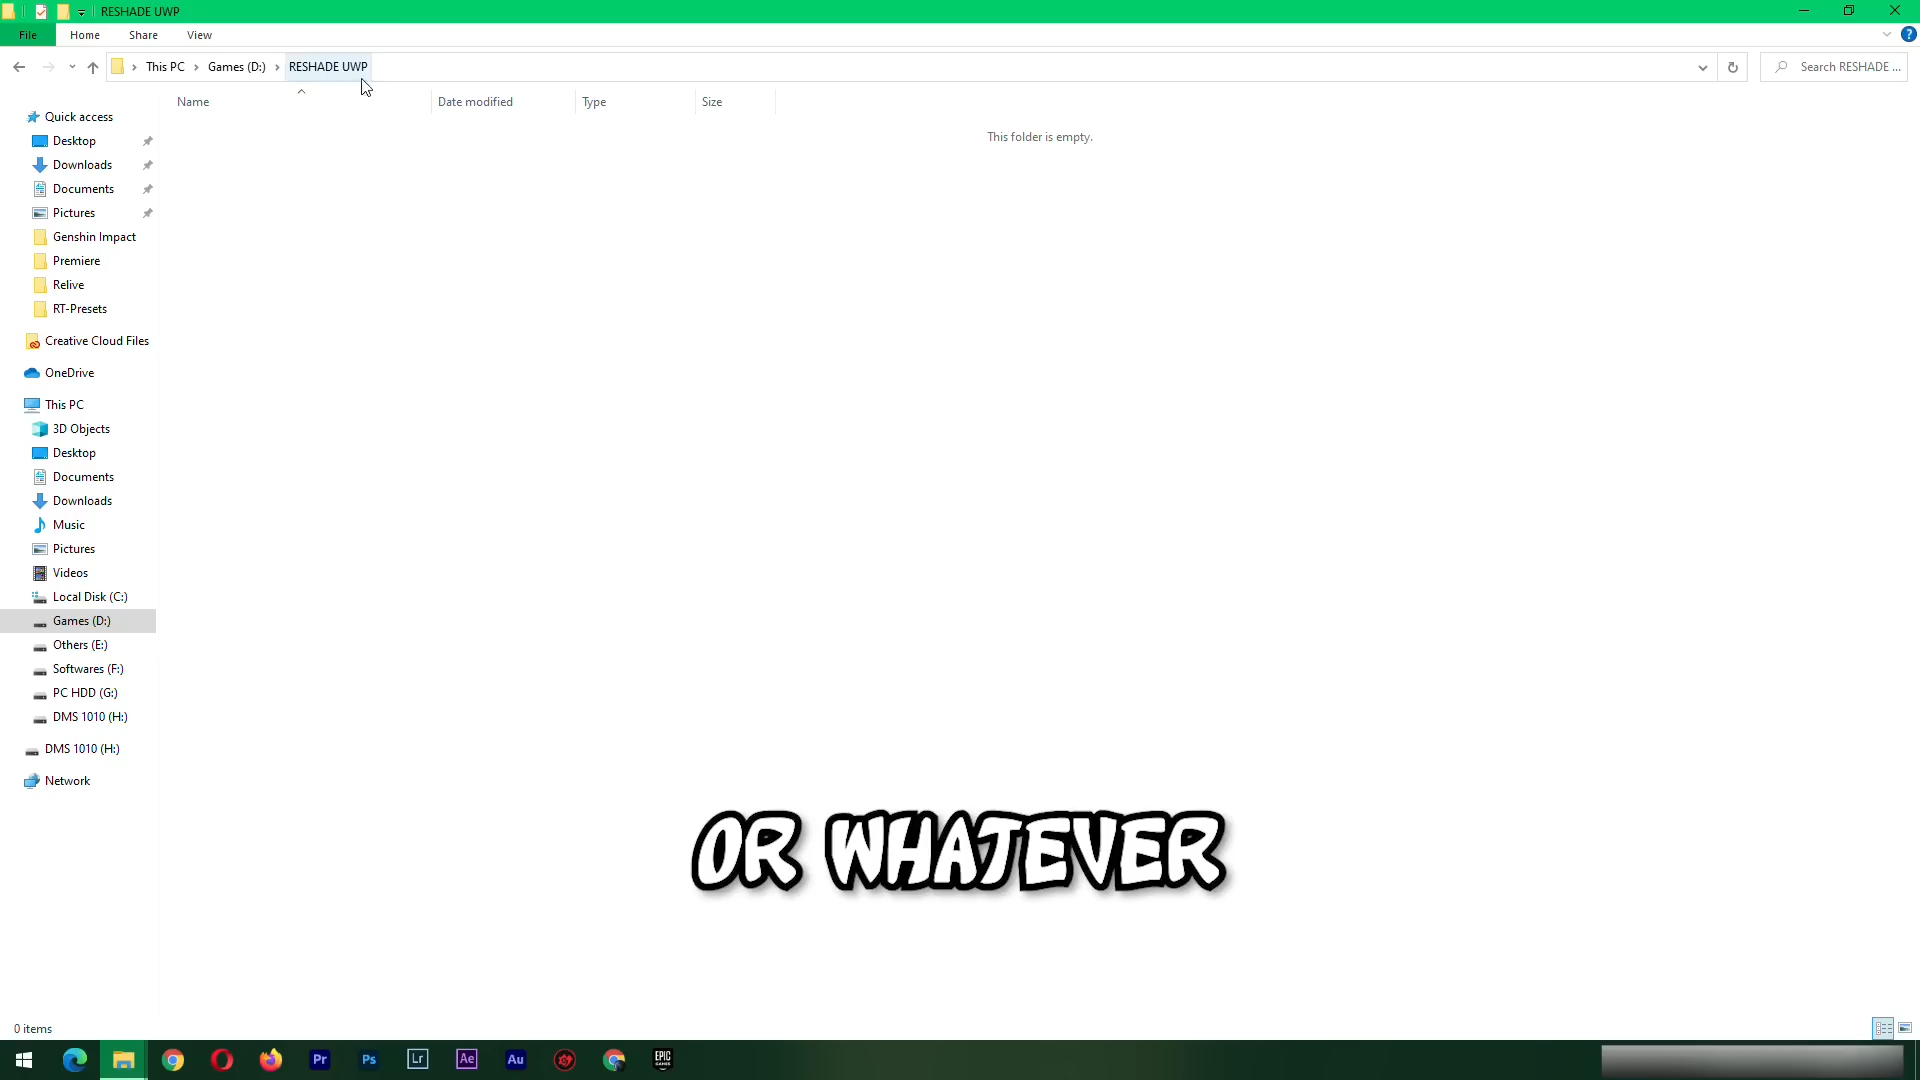 RESHADE UWP
File Home Share View
This PC Games (D:) RESHADE UWP
Search RESHADE ...
Name Date modified Type Size
This folder is empty.
Quick access
Desktop
Downloads
Documents
Pictures
Genshin Impact
Premiere
Relive
RT-Presets
Creative Cloud Files
OneDrive
This PC
3D Objects
Desktop
Documents
Downloads
Music
Pictures
Videos
Local Disk (C:)
Games (D:)
Others (E:)
Softwares (F:)
PC HDD (G:)
DMS 1010 (H:)
DMS 1010 (H:)
Network
OR WHATEVER
0 items
Pr Ps Lr Ae Au EPIC GAMES